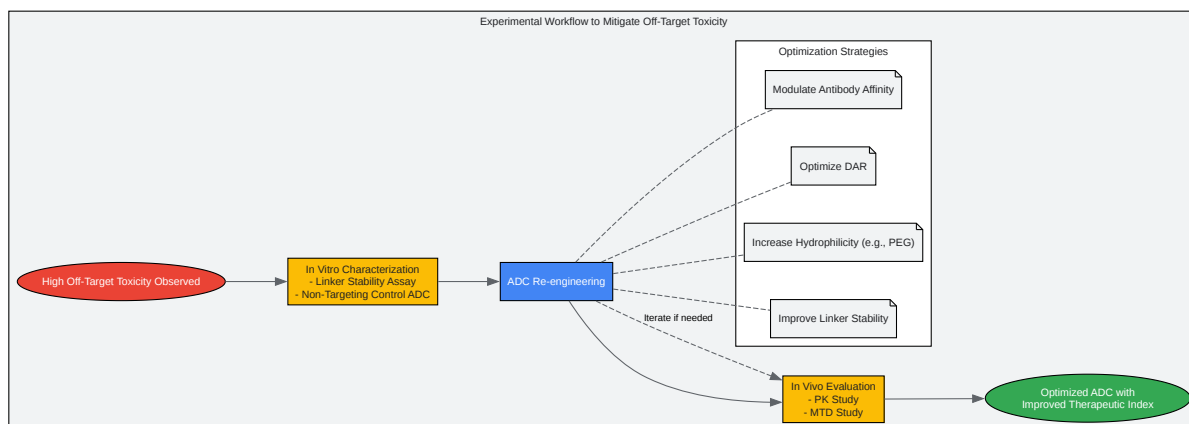 Experimental Workflow to Mitigate Off-Target Toxicity
Optimization Strategies
Modulate Antibody Affinity
Optimize DAR
Increase Hydrophilicity (e.g., PEG)
Improve Linker Stability
High Off-Target Toxicity Observed
In Vitro Characterization
- Linker Stability Assay
- Non-Targeting Control ADC
ADC Re-engineering
Iterate if needed
In Vivo Evaluation
- PK Study
- MTD Study
Optimized ADC with
Improved Therapeutic Index